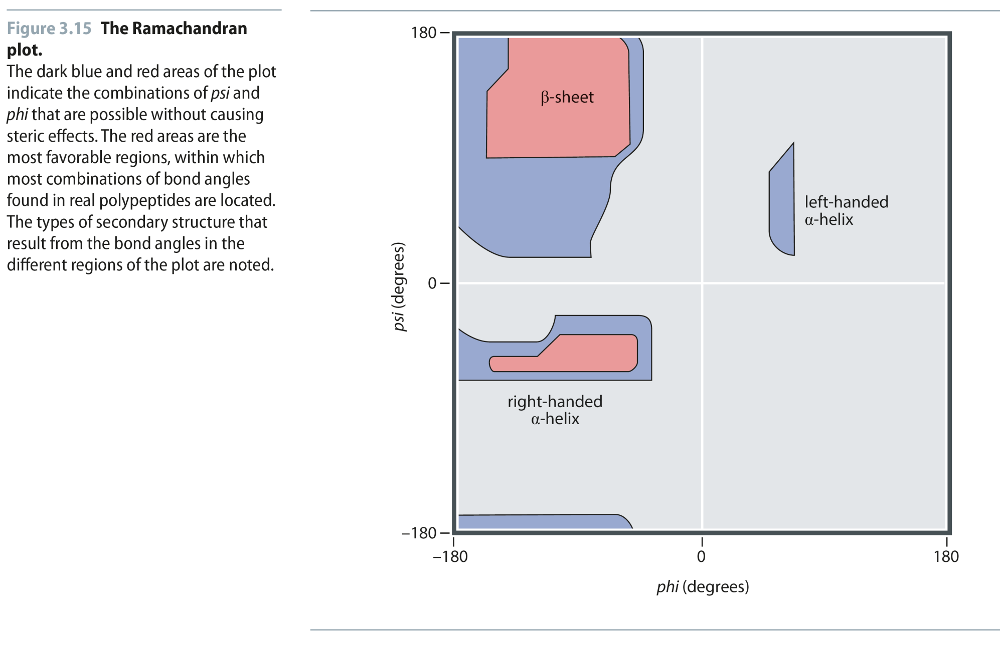 Figure 3.15 The Ramachandran
plot.
The dark blue and red areas of the plot
indicate the combinations of psi and
phi that are possible without causing
steric effects. The red areas are the
most favorable regions, within which
most combinations of bond angles
found in real polypeptides are located.
The types of secondary structure that
result from the bond angles in the
different regions of the plot are noted.
180
β-sheet
left-handed
α-helix
psi (degrees)
0
right-handed
α-helix
–180
–180
0
180
phi (degrees)